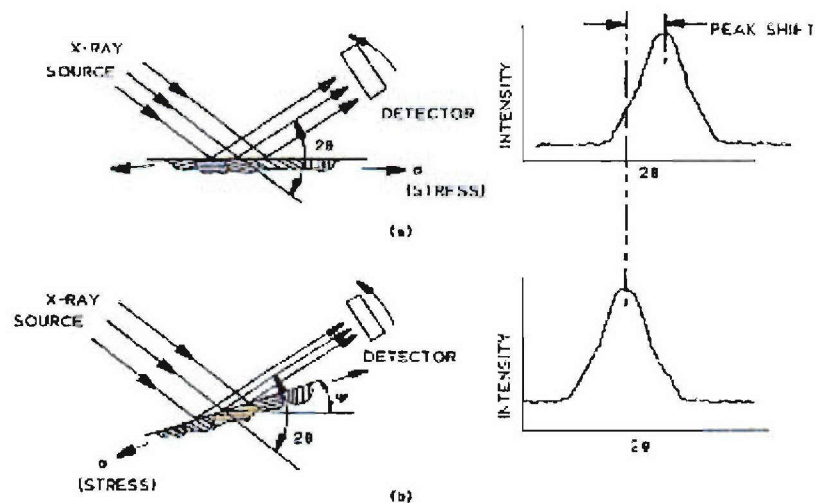 X-RAY
SOURCE
DETECTOR
2θ
σ
(STRESS)
(a)
INTENSITY
PEAK SHIFT
2θ
X-RAY
SOURCE
DETECTOR
ψ
2θ
σ
(STRESS)
(b)
INTENSITY
2θ